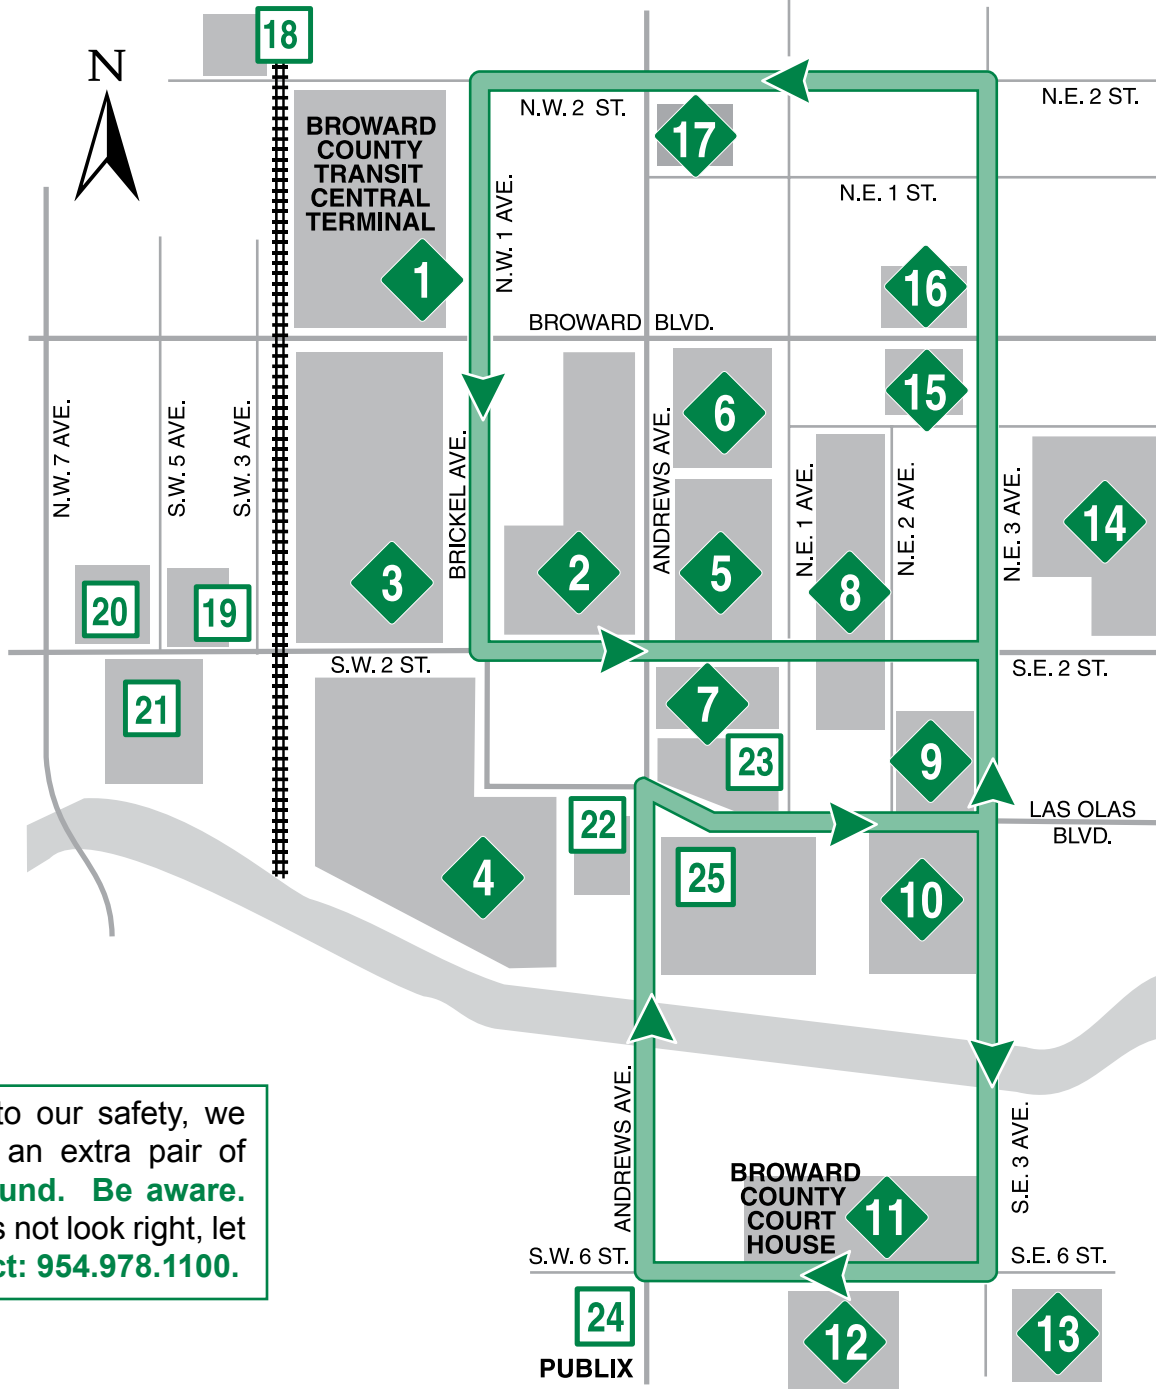 18
N
N.W. 2 ST.
N.E. 2 ST.
17
BROWARD
COUNTY
TRANSIT
CENTRAL
TERMINAL
N.W. 1 AVE.
N.E. 1 ST.
1
16
BROWARD BLVD.
15
6
N.W. 7 AVE.
S.W. 5 AVE.
S.W. 3 AVE.
BRICKEL AVE.
ANDREWS AVE.
N.E. 1 AVE.
N.E. 2 AVE.
N.E. 3 AVE.
14
3
2
5
8
20
19
S.W. 2 ST.
S.E. 2 ST.
21
7
23
9
LAS OLAS
BLVD.
22
4
25
10
ANDREWS AVE.
S.E. 3 AVE.
to our safety, we
an extra pair of
und. Be aware.
s not look right, let
ct: 954.978.1100.
BROWARD
COUNTY
COURT
HOUSE
11
S.W. 6 ST.
S.E. 6 ST.
24
PUBLIX
12
13